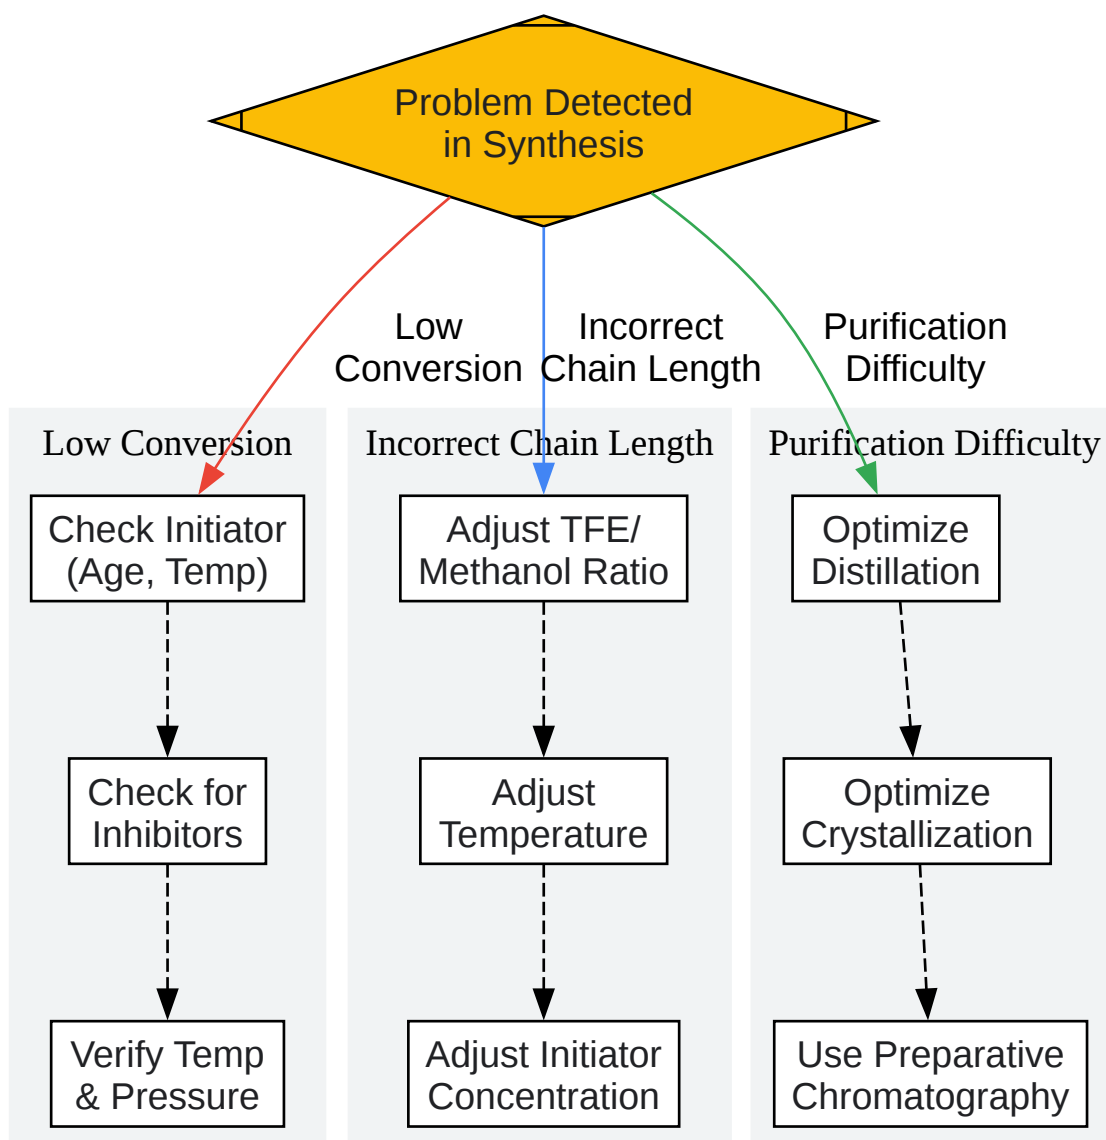 Problem Detected
in Synthesis
Low
Conversion
Incorrect
Chain Length
Purification
Difficulty
Low Conversion
Check Initiator
(Age, Temp)
Check for
Inhibitors
Verify Temp
& Pressure
Incorrect Chain Length
Adjust TFE/
Methanol Ratio
Adjust
Temperature
Adjust Initiator
Concentration
Purification Difficulty
Optimize
Distillation
Optimize
Crystallization
Use Preparative
Chromatography